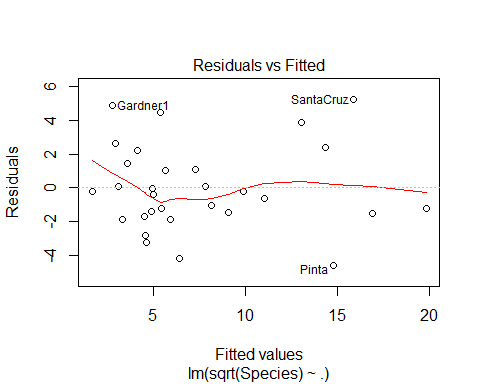 Residuals vs Fitted
6
4
2
0
-2
-4
Residuals
Gardner1
SantaCruz
Pinta
5
10
15
20
Fitted values
lm(sqrt(Species) ~ .)